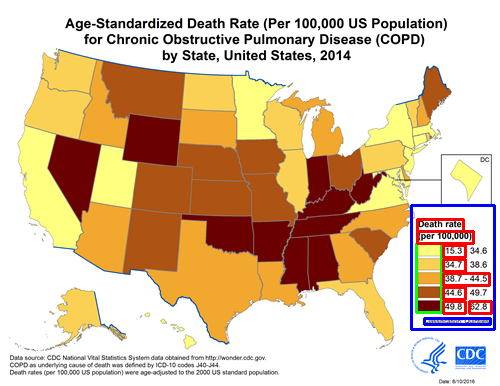 Age-Standardized Death Rate (Per 100,000 US Population)
for Chronic Obstructive Pulmonary Disease (COPD)
by State, United States, 2014
DC
Death rate
(per 100,000)
15.3 34.6
34.7 38.6
38.7 - 44.5
44.6 49.7
49.8 62.8
Classification: Quintiles
Data source: CDC National Vital Statistics System data obtained from http://wonder.cdc.gov.
COPD as underlying cause of death was defined by ICD-10 codes J40-J44.
Death rates (per 100,000 US population) were age-adjusted to the 2000 US standard population.
CDC
Date: 6/10/2016